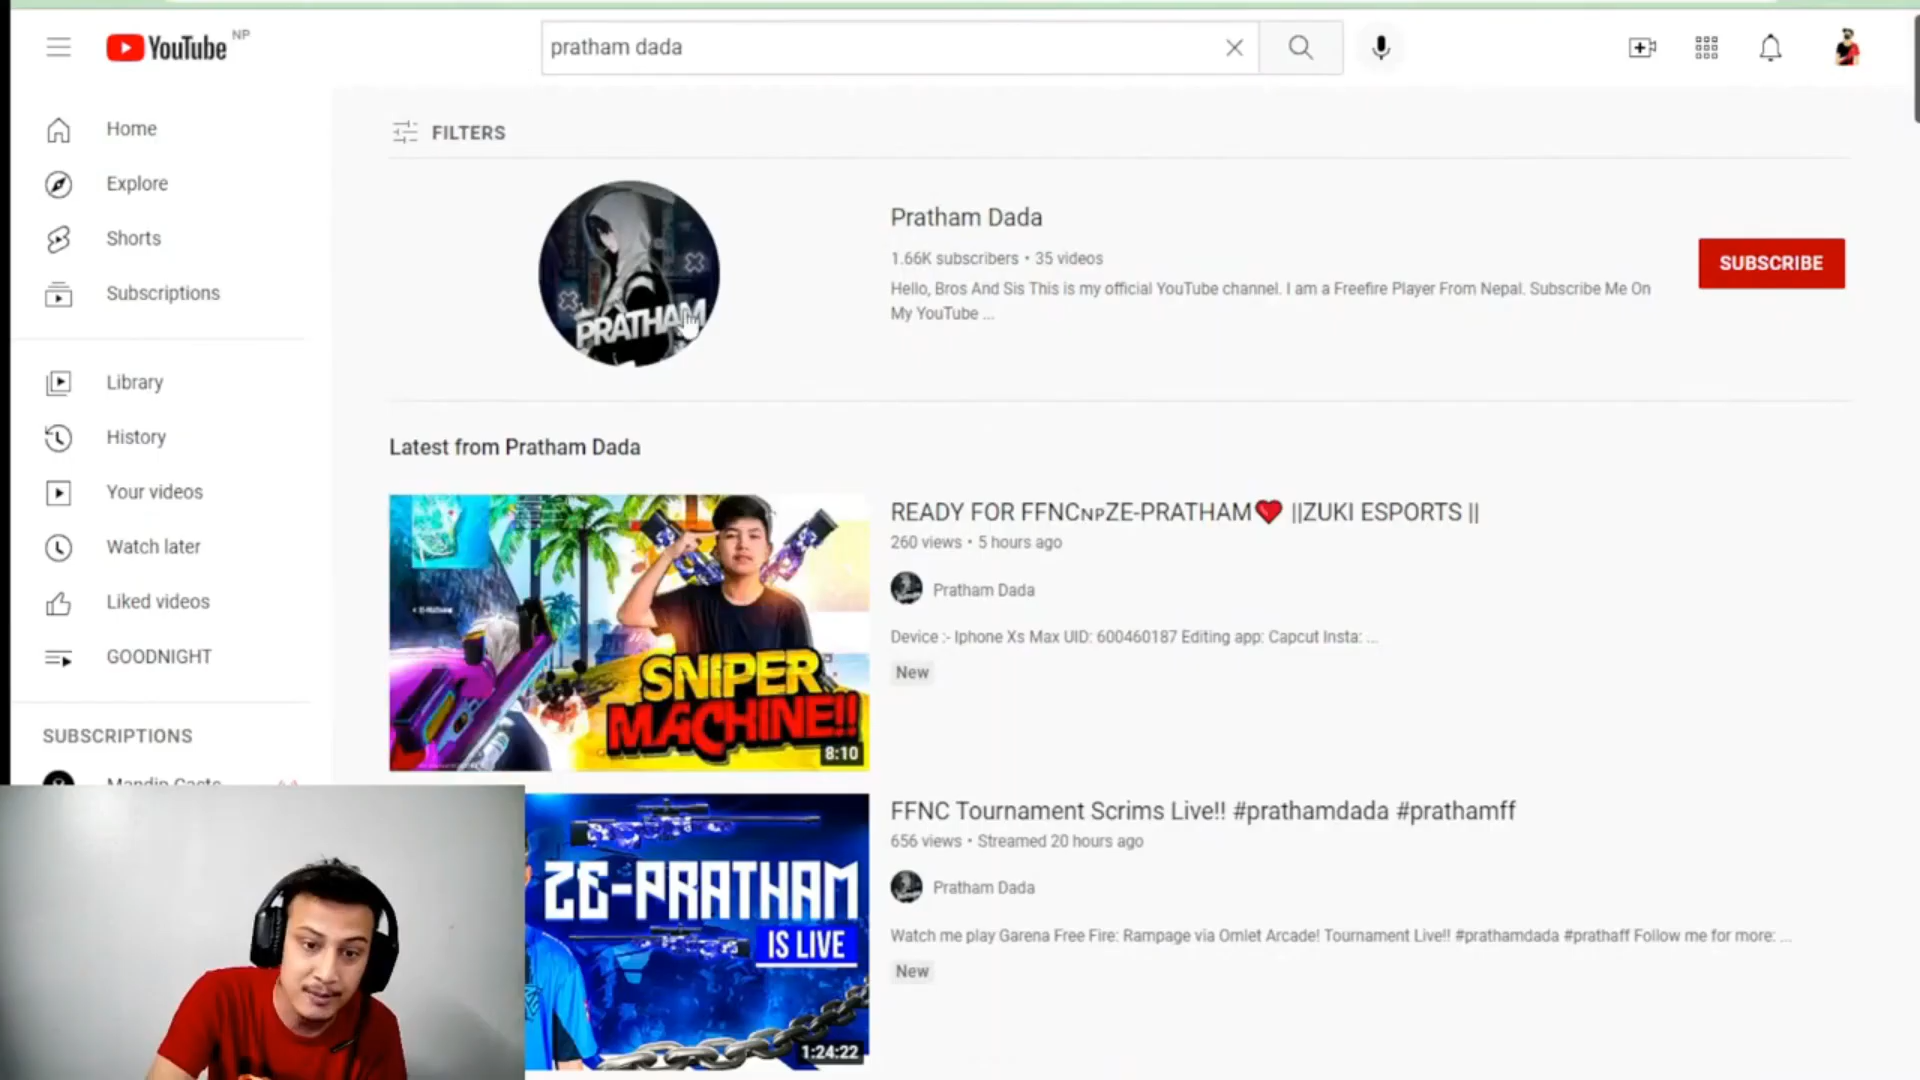 YouTube NP
pratham dada
Home
Explore
Shorts
Subscriptions
Library
History
Your videos
Watch later
Liked videos
GOODNIGHT
SUBSCRIPTIONS
FILTERS
PRATHAM
Pratham Dada
1.66K subscribers • 35 videos
Hello, Bros And Sis This is my official YouTube channel. I am a Freefire Player From Nepal. Subscribe Me On
My YouTube ...
SUBSCRIBE
Latest from Pratham Dada
SNIPER
MACHINE!!
8:10
READY FOR FFNCɴᴘZE-PRATHAM❤️ ||ZUKI ESPORTS ||
260 views • 5 hours ago
Pratham Dada
Device :- Iphone Xs Max UID: 600460187 Editing app: Capcut Insta: ...
New
ZE-PRATHAM
IS LIVE
1:24:22
FFNC Tournament Scrims Live!! #prathamdada #prathamff
656 views • Streamed 20 hours ago
Pratham Dada
Watch me play Garena Free Fire: Rampage via Omlet Arcade! Tournament Live!! #prathamdada #prathaff Follow me for more: ...
New